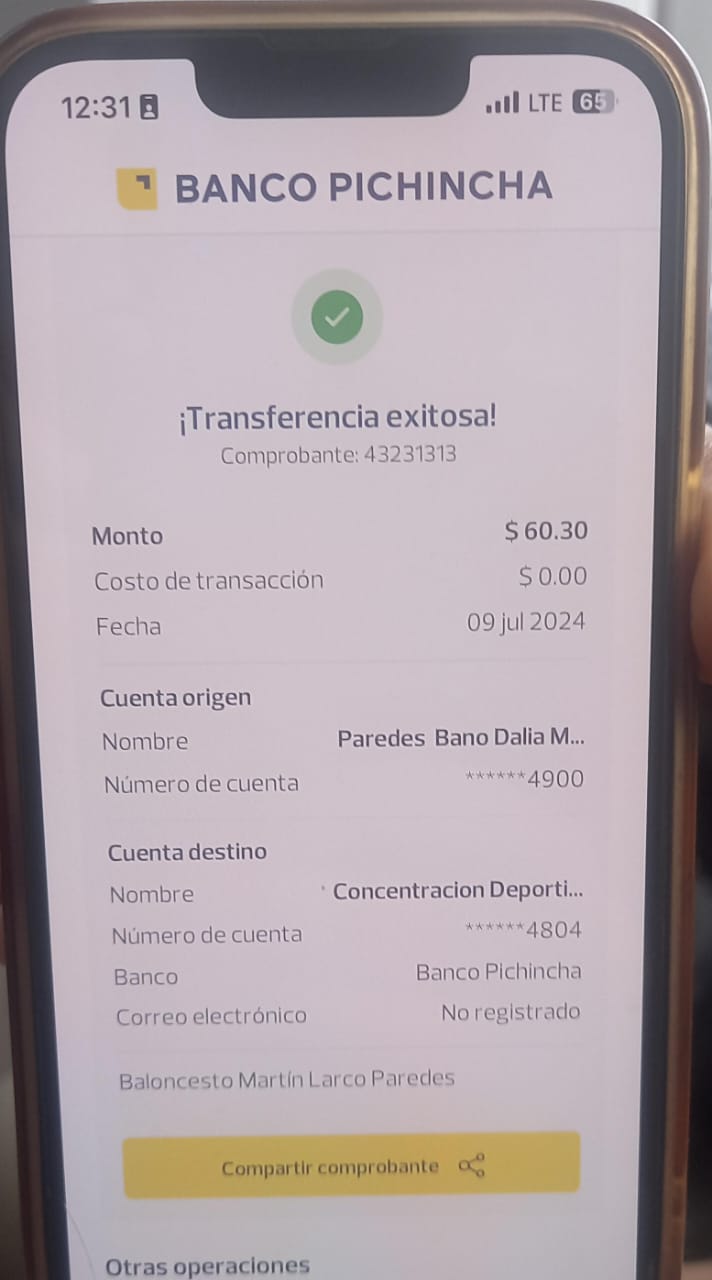 12:31
LTE 65
BANCO PICHINCHA
¡Transferencia exitosa!
Comprobante: 43231313
Monto $ 60.30
Costo de transacción $ 0.00
Fecha 09 jul 2024
Cuenta origen
Nombre Paredes Bano Dalia M...
Número de cuenta ******4900
Cuenta destino
Nombre Concentracion Deporti...
Número de cuenta ******4804
Banco Banco Pichincha
Correo electrónico No registrado
Baloncesto Martín Larco Paredes
Compartir comprobante
Otras operaciones